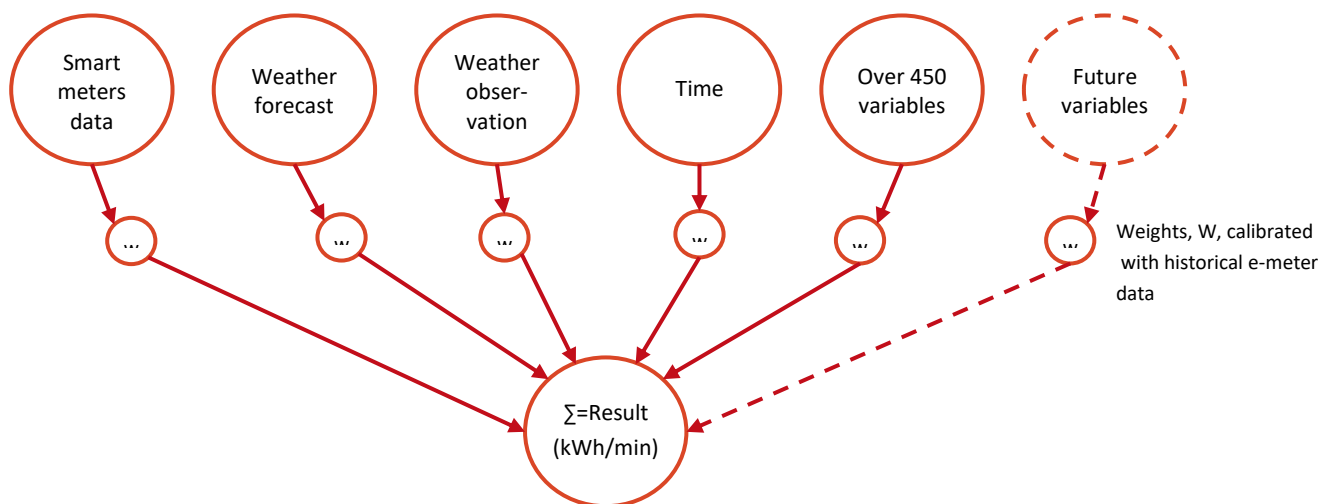 Smart
meters
data
Weather
forecast
Weather
obser-
vation
Time
Over 450
variables
Future
variables
w
w
w
w
w
w
Weights, W, calibrated
with historical e-meter
data
∑=Result
(kWh/min)